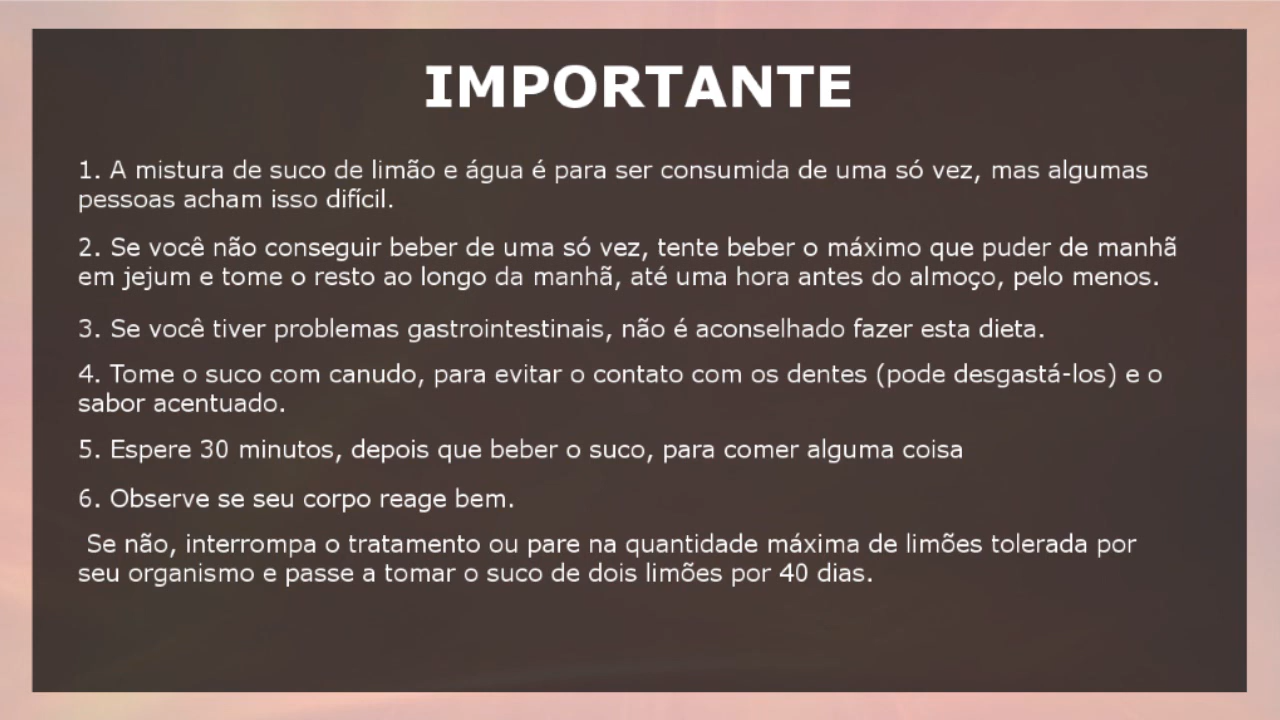 IMPORTANTE
1. A mistura de suco de limão e água é para ser consumida de uma só vez, mas algumas
pessoas acham isso difícil.
2. Se você não conseguir beber de uma só vez, tente beber o máximo que puder de manhã
em jejum e tome o resto ao longo da manhã, até uma hora antes do almoço, pelo menos.
3. Se você tiver problemas gastrointestinais, não é aconselhado fazer esta dieta.
4. Tome o suco com canudo, para evitar o contato com os dentes (pode desgastá-los) e o
sabor acentuado.
5. Espere 30 minutos, depois que beber o suco, para comer alguma coisa
6. Observe se seu corpo reage bem.
Se não, interrompa o tratamento ou pare na quantidade máxima de limões tolerada por
seu organismo e passe a tomar o suco de dois limões por 40 dias.